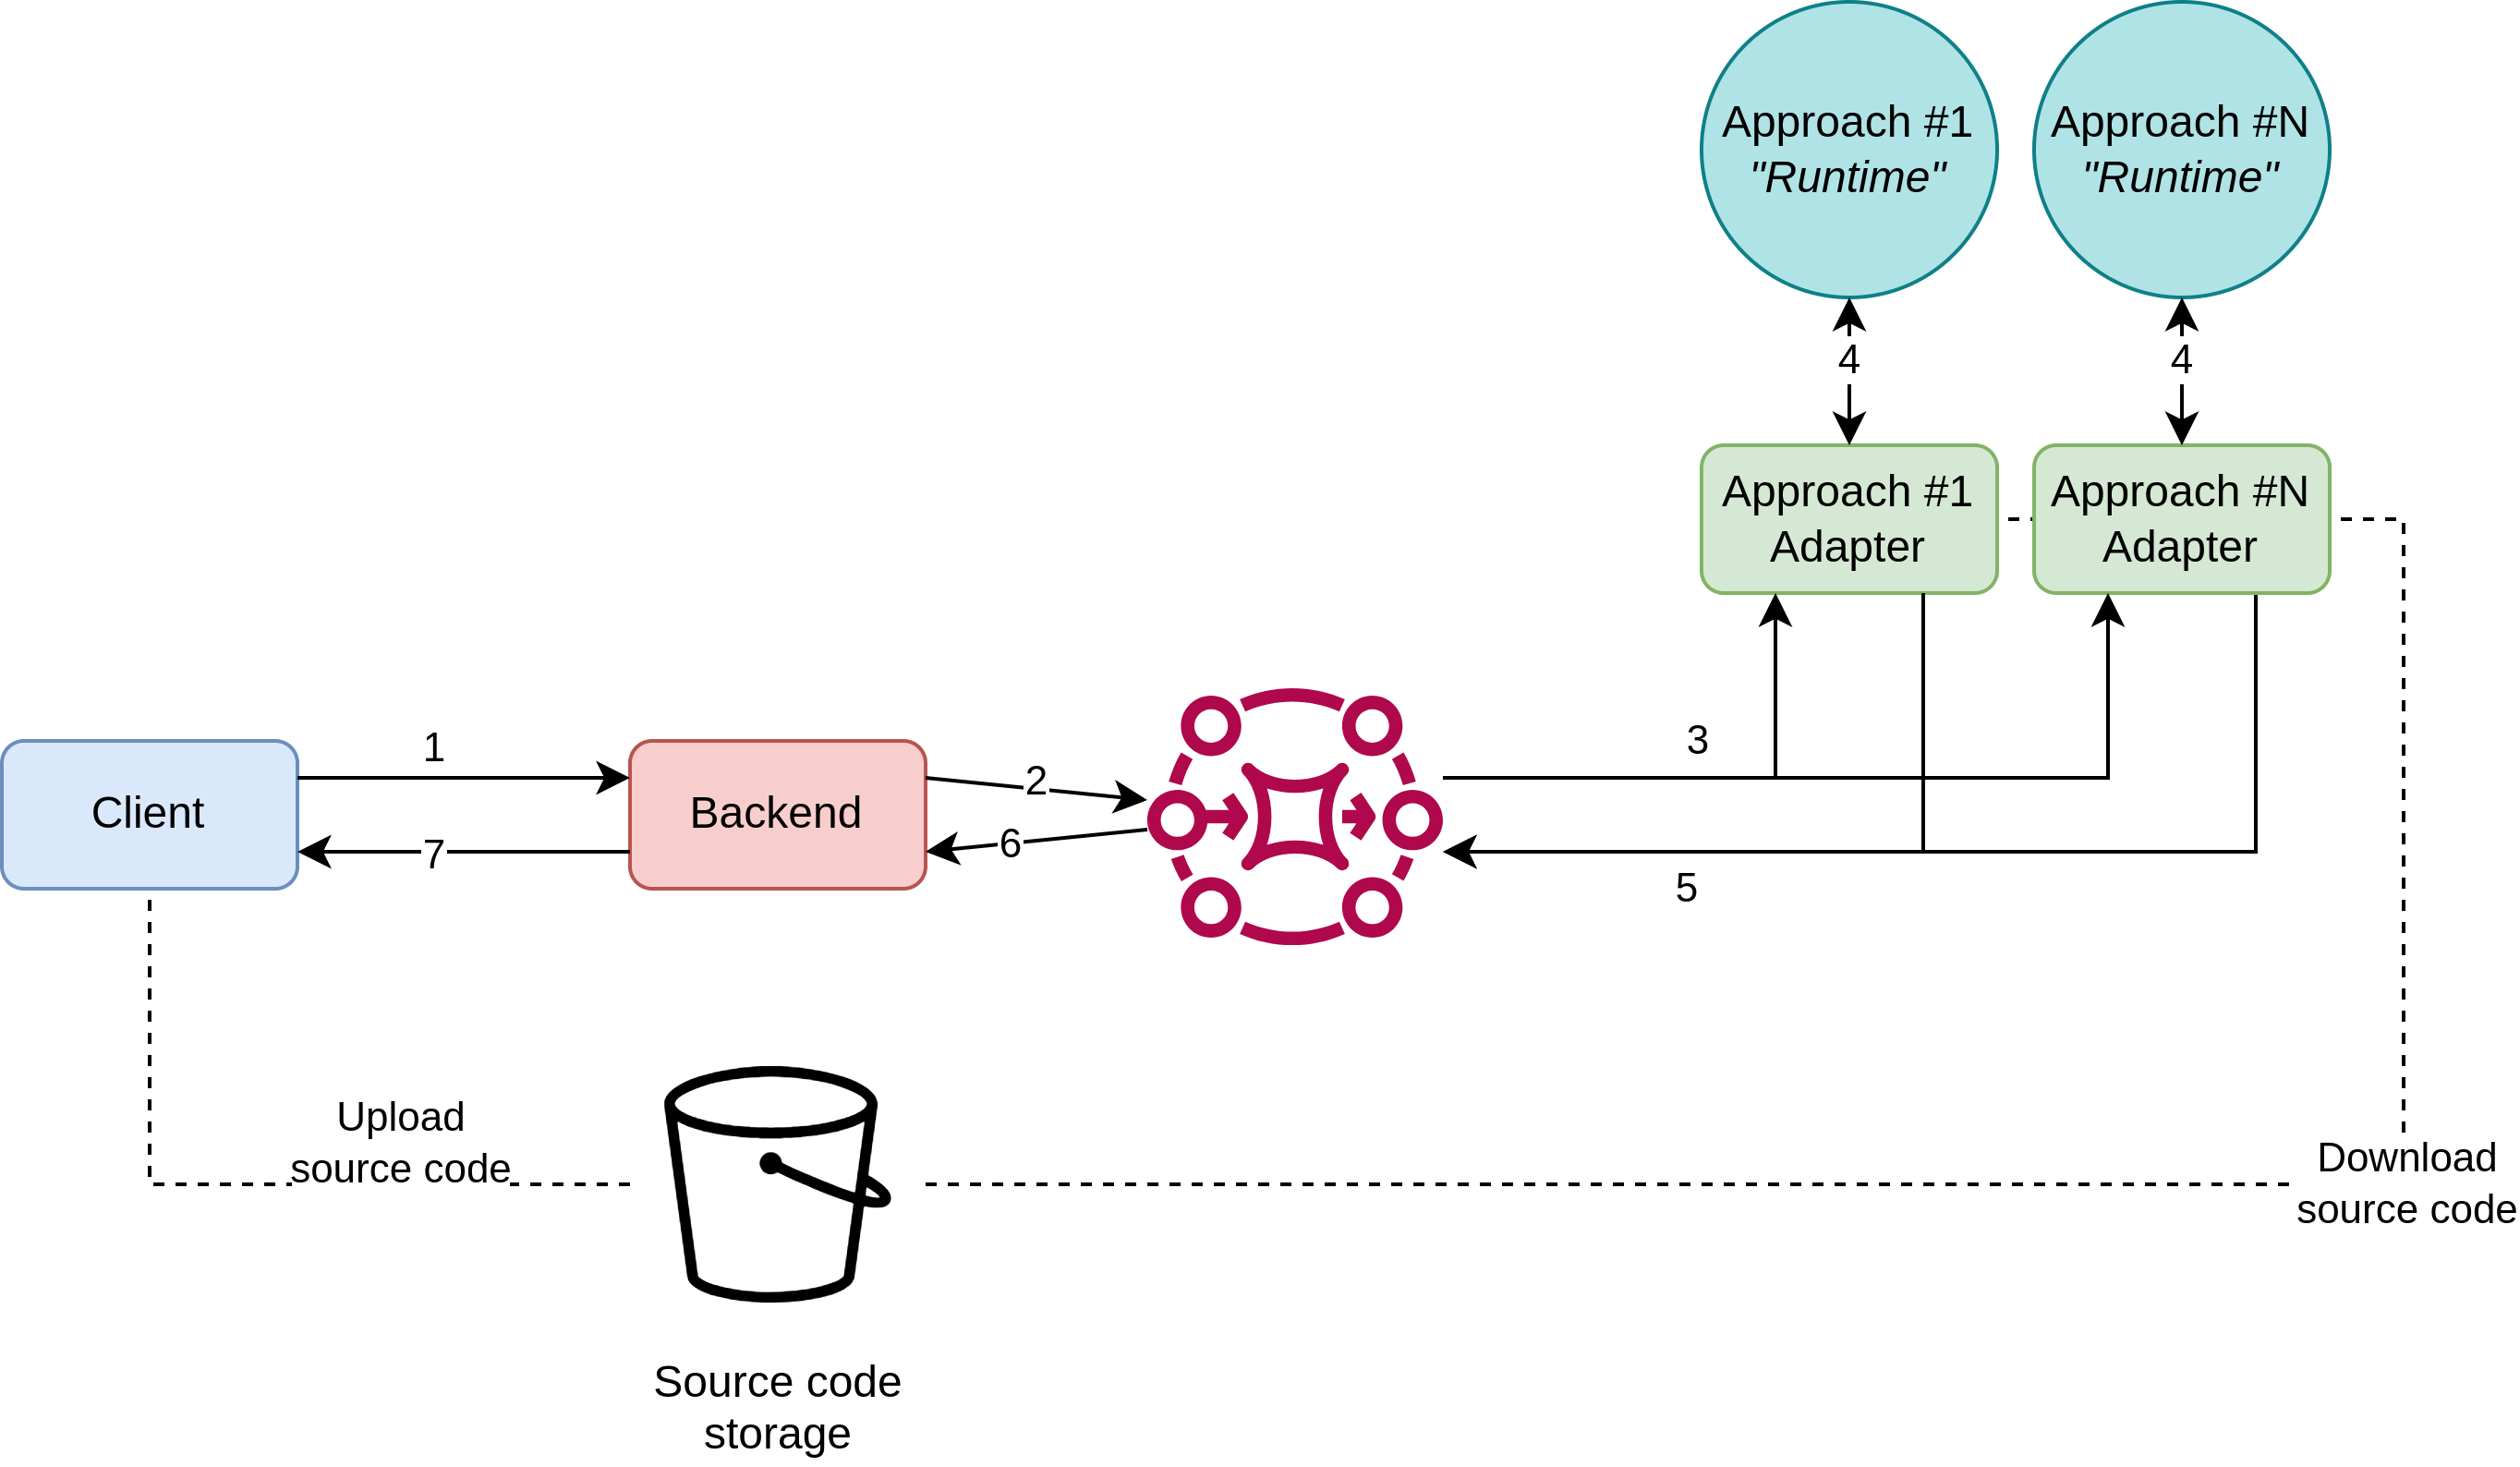 Approach #1
"Runtime"
Approach #N
"Runtime"
4
4
Approach #1
Adapter
Approach #N
Adapter
3
1
2
Client
Backend
7
6
5
Upload
source code
Download
source code
Source code
storage